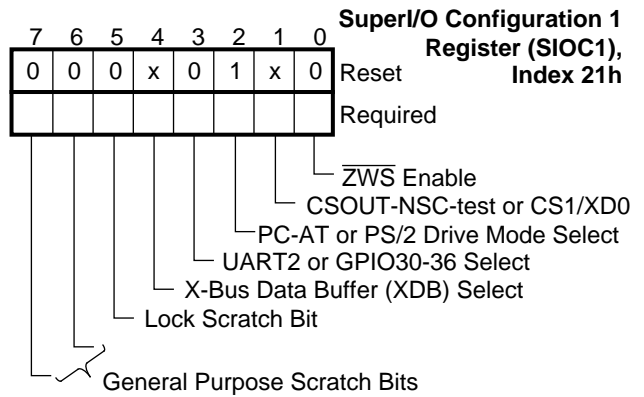 SuperI/O Configuration 1
Register (SIOC1),
Index 21h
7 6 5 4 3 2 1 0
0 0 0 x 0 1 x 0 Reset
Required
ZWS Enable
CSOUT-NSC-test or CS1/XD0
PC-AT or PS/2 Drive Mode Select
UART2 or GPIO30-36 Select
X-Bus Data Buffer (XDB) Select
Lock Scratch Bit
General Purpose Scratch Bits